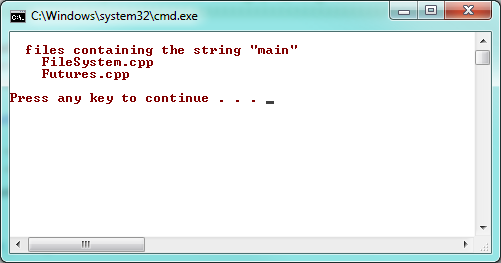 C:\Windows\system32\cmd.exe
files containing the string "main"
FileSystem.cpp
Futures.cpp
Press any key to continue . . .